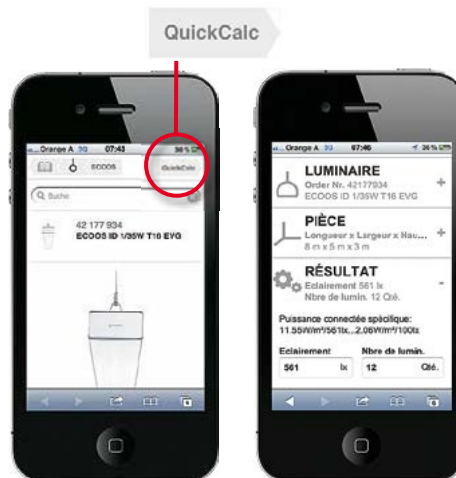 QuickCalc
Orange A 3G 07:43 36 %
ECOOS QuickCalc
Suche
42 177 934
ECOOS ID 1/35W T16 EVG
Orange A 3G 07:46 36 %
LUMINAIRE
Order Nr. 42177934
ECOOS ID 1/35W T16 EVG
+
PIÈCE
Longueur x Largeur x Hau...
8 m x 5 m x 3 m
+
RÉSULTAT
Eclairement 561 lx
Nbre de lumin. 12 Qté.
-
Puissance connectée spécifique:
11.55W/m²/561lx...2.06W/m²/100lx
Eclairement Nbre de lumin.
561 lx 12 Qté.